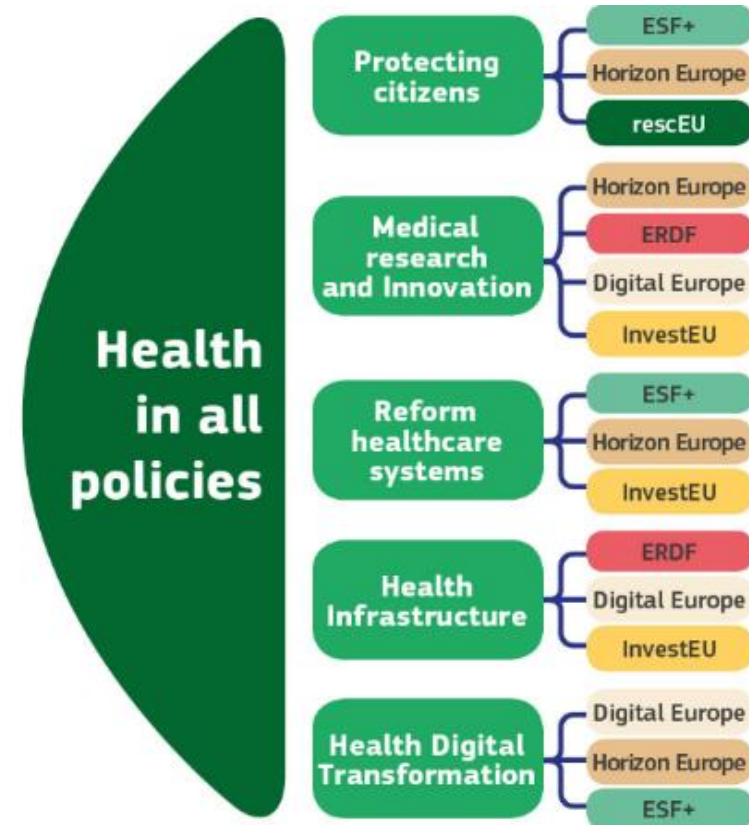 Health
in all
policies
Protecting
citizens
ESF+
Horizon Europe
rescEU
Medical
research
and Innovation
Horizon Europe
ERDF
Digital Europe
InvestEU
Reform
healthcare
systems
ESF+
Horizon Europe
InvestEU
Health
Infrastructure
ERDF
Digital Europe
InvestEU
Health Digital
Transformation
Digital Europe
Horizon Europe
ESF+